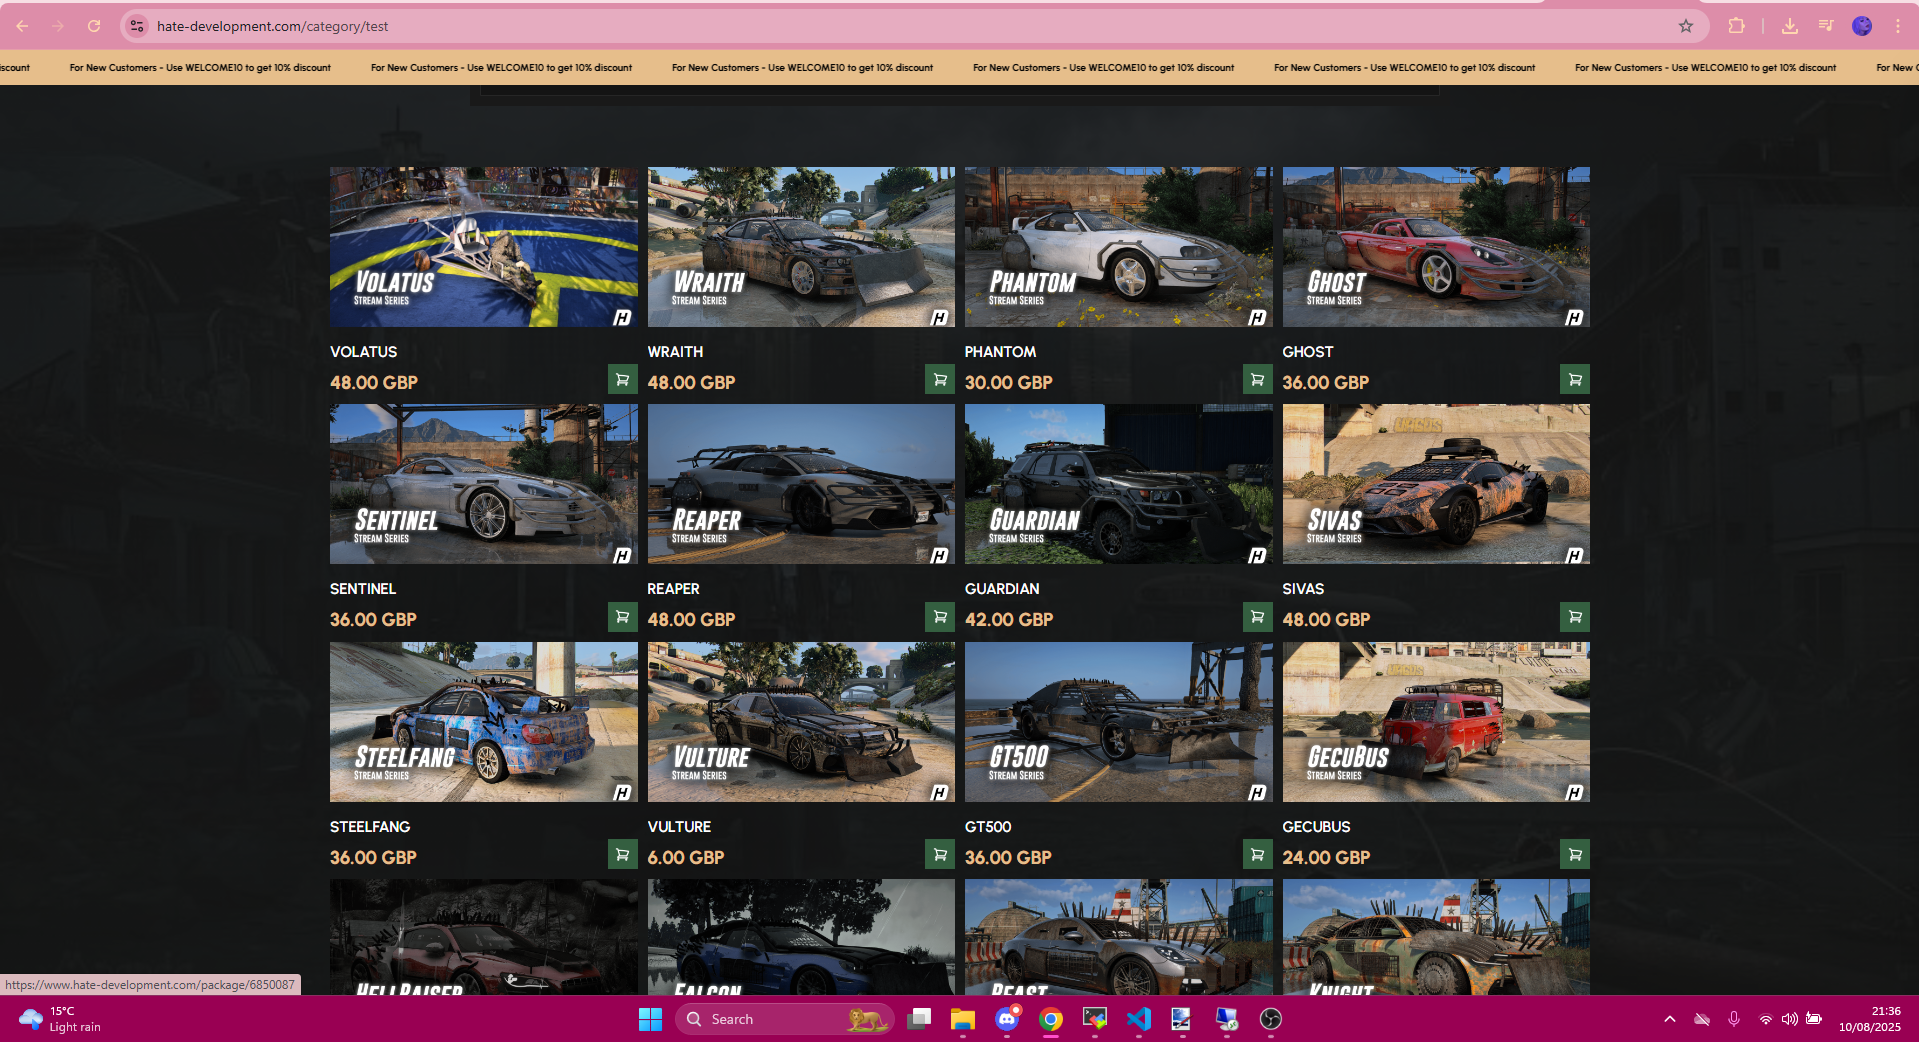 hate-development.com/category/test
iscount For New Customers - Use WELCOME10 to get 10% discount For New Customers - Use WELCOME10 to get 10% discount For New Customers - Use WELCOME10 to get 10% discount For New Customers - Use WELCOME10 to get 10% discount For New Customers - Use WELCOME10 to get 10% discount For New Customers - Use WELCOME10 to get 10% discount For New C
VOLATUS
STREAM SERIES
H
WRAITH
STREAM SERIES
H
PHANTOM
STREAM SERIES
H
GHOST
STREAM SERIES
H
VOLATUS WRAITH PHANTOM GHOST
48.00 GBP 48.00 GBP 30.00 GBP 36.00 GBP
SENTINEL
STREAM SERIES
H
REAPER
STREAM SERIES
H
GUARDIAN
STREAM SERIES
H
VAGOS
SIVAS
STREAM SERIES
H
SENTINEL REAPER GUARDIAN SIVAS
36.00 GBP 48.00 GBP 42.00 GBP 48.00 GBP
STEELFANG
STREAM SERIES
H
VULTURE
STREAM SERIES
H
GT500
STREAM SERIES
H
VAGOS
GECUBUS
STREAM SERIES
H
STEELFANG VULTURE GT500 GECUBUS
36.00 GBP 6.00 GBP 36.00 GBP 24.00 GBP
HELLRAISER
FALCON
BEAST
KNIGHT
https://www.hate-development.com/package/6850087
15°C
Light rain
Search
21:36
10/08/2025